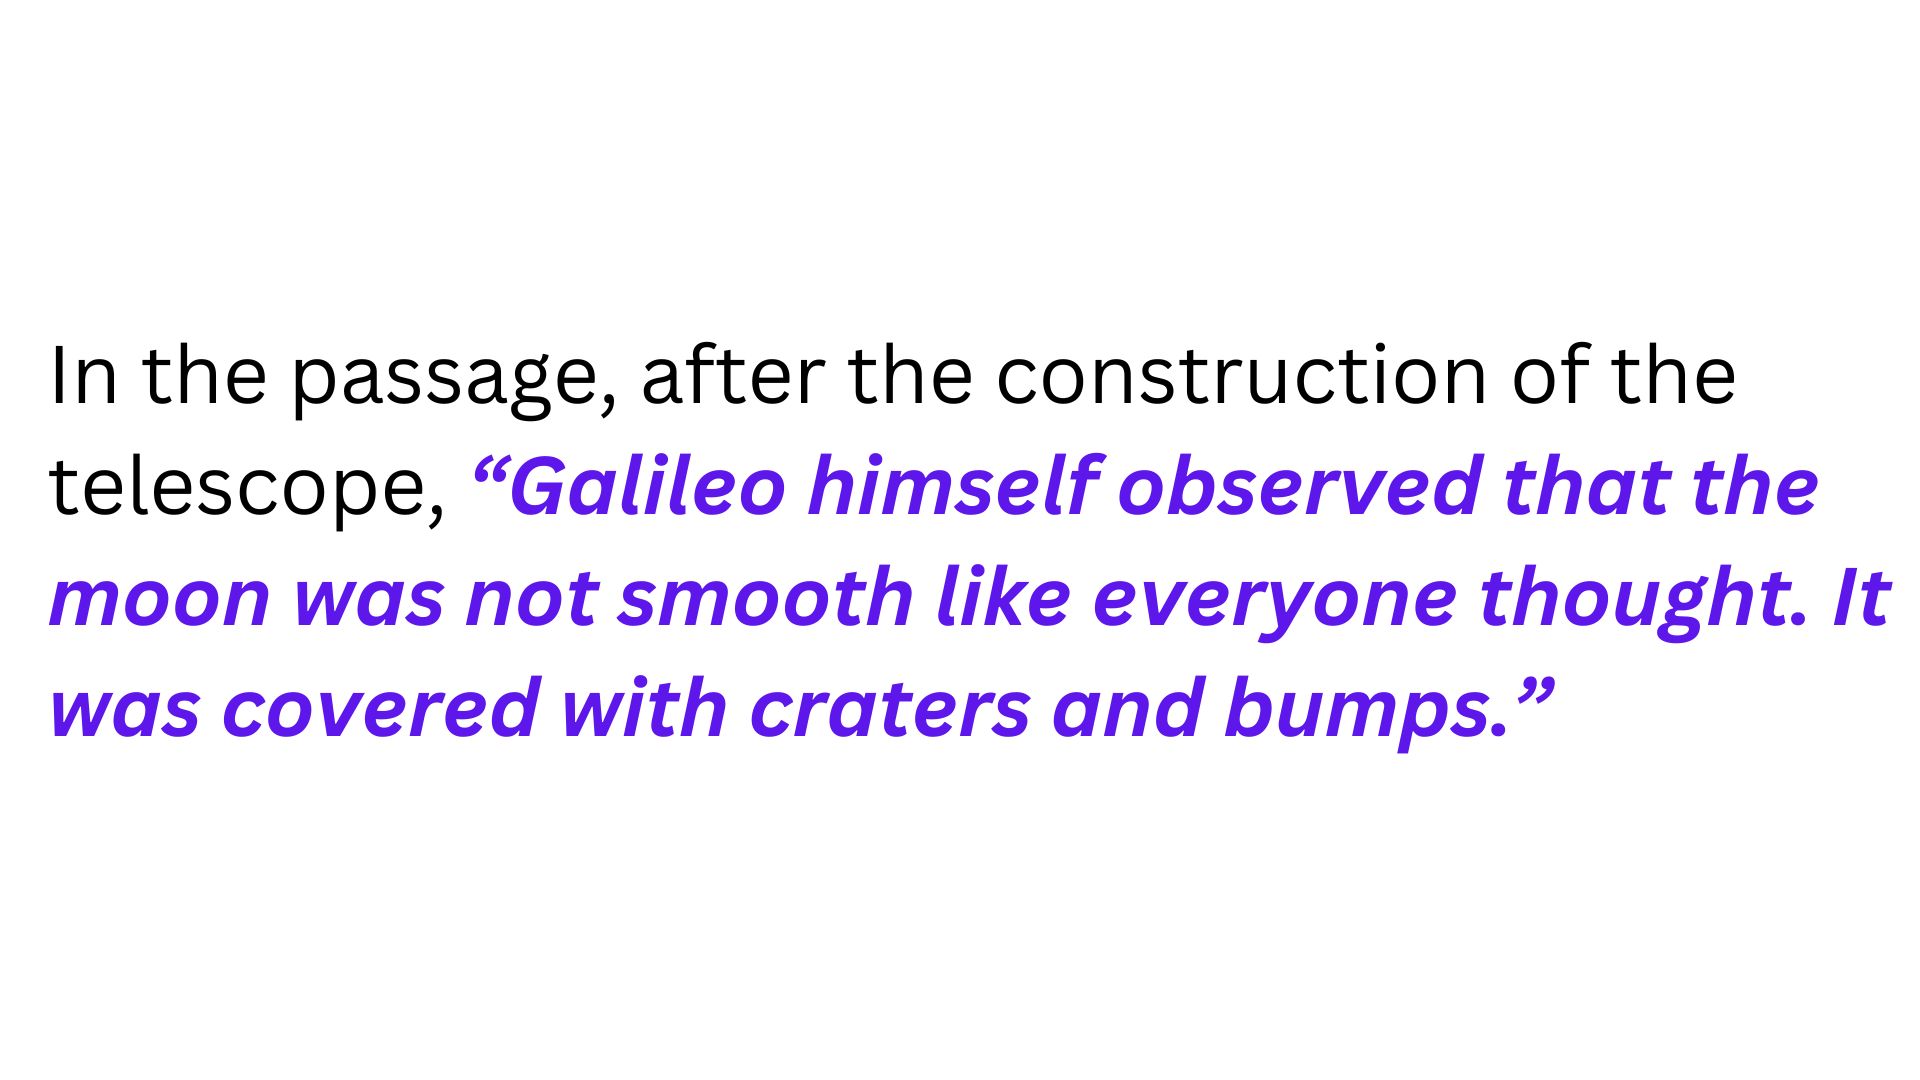 In the passage, after the construction of the
telescope, “Galileo himself observed that the
moon was not smooth like everyone thought. It
was covered with craters and bumps.”